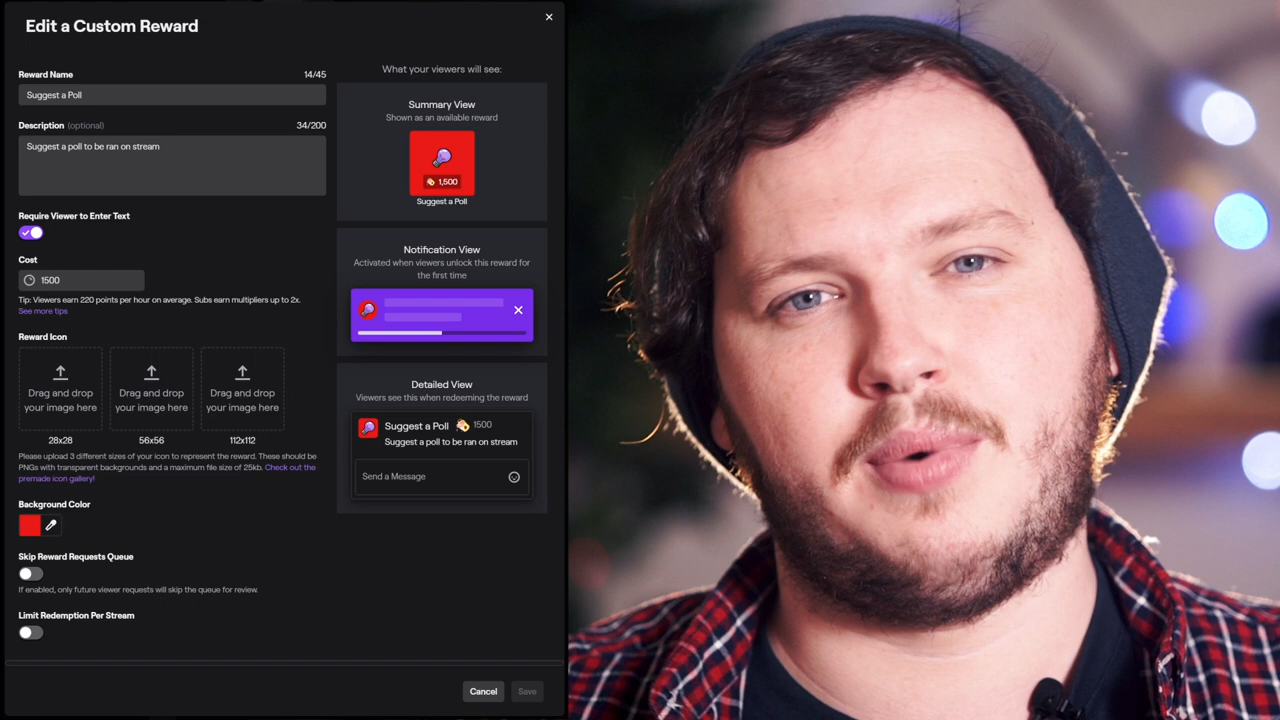 Edit a Custom Reward
Reward Name
14/45
Suggest a Poll
Description (optional)
34/200
Suggest a poll to be ran on stream
Require Viewer to Enter Text
Cost
1500
Tip: Viewers earn 220 points per hour on average. Subs earn multipliers up to 2x.
See more tips
Reward Icon
Drag and drop
your image here
28x28
Drag and drop
your image here
56x56
Drag and drop
your image here
112x112
Please upload 3 different sizes of your icon to represent the reward. These should be
PNGs with transparent backgrounds and a maximum file size of 25kb. Check out the
premade icon gallery!
Background Color
Skip Reward Requests Queue
If enabled, only future viewer requests will skip the queue for review.
Limit Redemption Per Stream
What your viewers will see:
Summary View
Shown as an available reward
1,500
Suggest a Poll
Notification View
Activated when viewers unlock this reward for
the first time
Detailed View
Viewers see this when redeeming the reward
Suggest a Poll 1500
Suggest a poll to be ran on stream
Send a Message
Cancel
Save